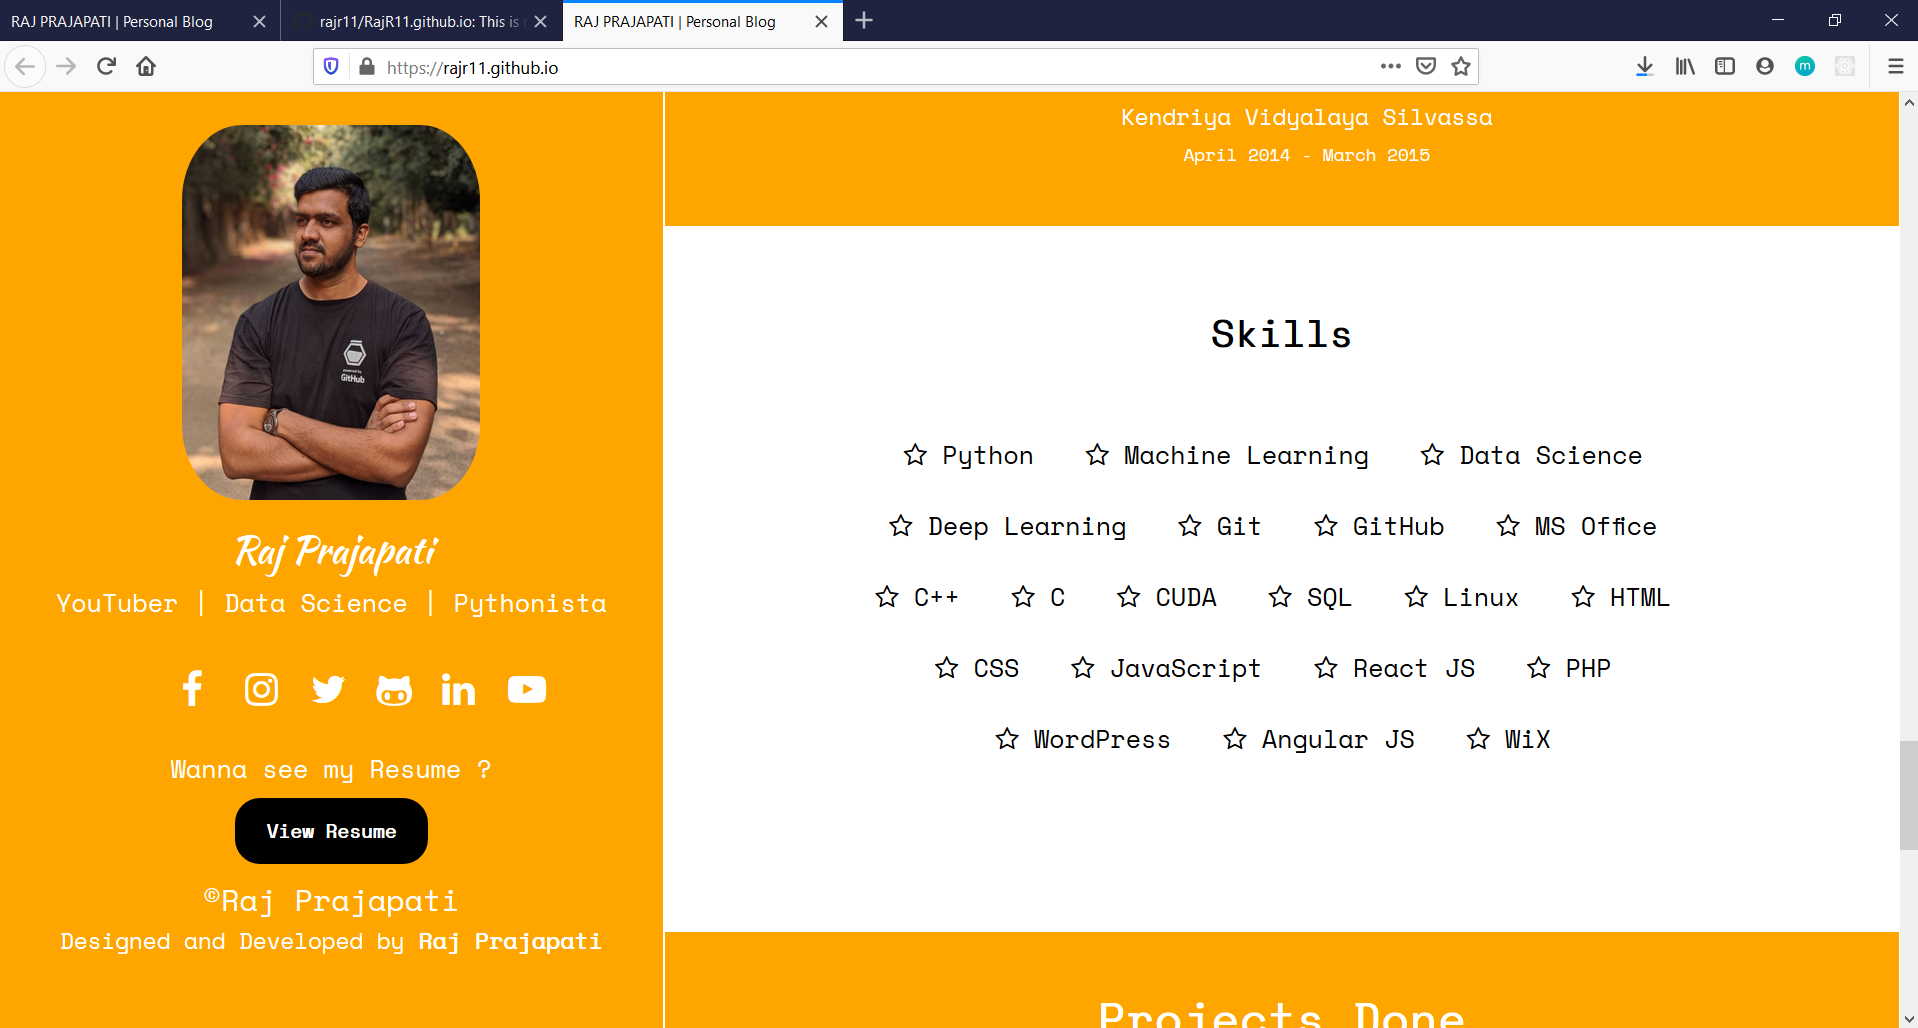 RAJ PRAJAPATI | Personal Blog
rajr11/RajR11.github.io: This is
RAJ PRAJAPATI | Personal Blog
https://rajr11.github.io
m
powered by
GitHub
Raj Prajapati
YouTuber | Data Science | Pythonista
Wanna see my Resume ?
View Resume
©Raj Prajapati
Designed and Developed by Raj Prajapati
Kendriya Vidyalaya Silvassa
April 2014 - March 2015
Skills
☆ Python ☆ Machine Learning ☆ Data Science
☆ Deep Learning ☆ Git ☆ GitHub ☆ MS Office
☆ C++ ☆ C ☆ CUDA ☆ SQL ☆ Linux ☆ HTML
☆ CSS ☆ JavaScript ☆ React JS ☆ PHP
☆ WordPress ☆ Angular JS ☆ WiX
Projects Done